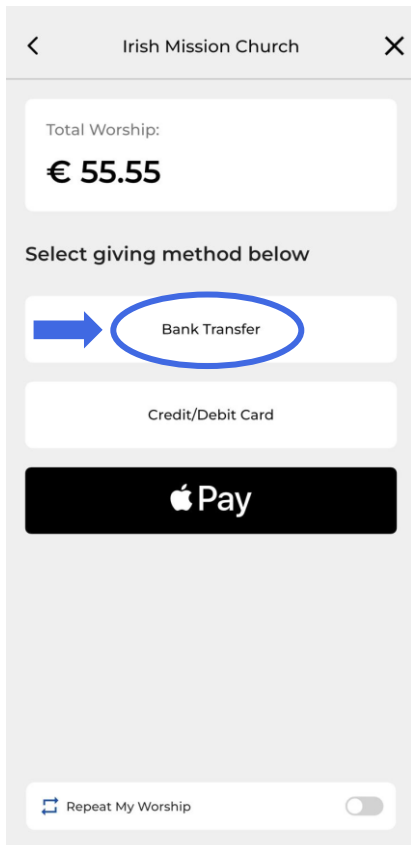 Irish Mission Church
Total Worship:
€ 55.55
Select giving method below
Bank Transfer
Credit/Debit Card
Pay
Repeat My Worship